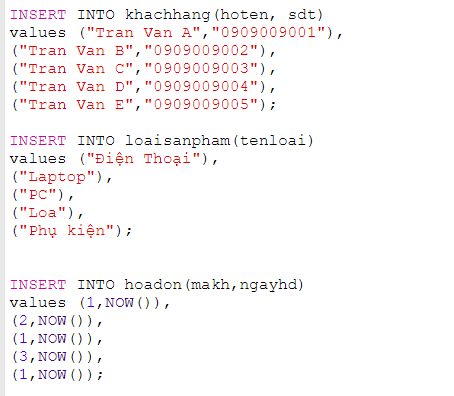 INSERT INTO khachhang(hoten, sdt)
values ("Tran Van A","0909009001"),
("Tran Van B","0909009002"),
("Tran Van C","0909009003"),
("Tran Van D","0909009004"),
("Tran Van E","0909009005");
INSERT INTO loaisanpham(tenloai)
values ("Điện Thoại"),
("Laptop"),
("PC"),
("Loa"),
("Phụ kiện");
INSERT INTO hoadon(makh,ngayhd)
values (1,NOW()),
(2,NOW()),
(1,NOW()),
(3,NOW()),
(1,NOW());